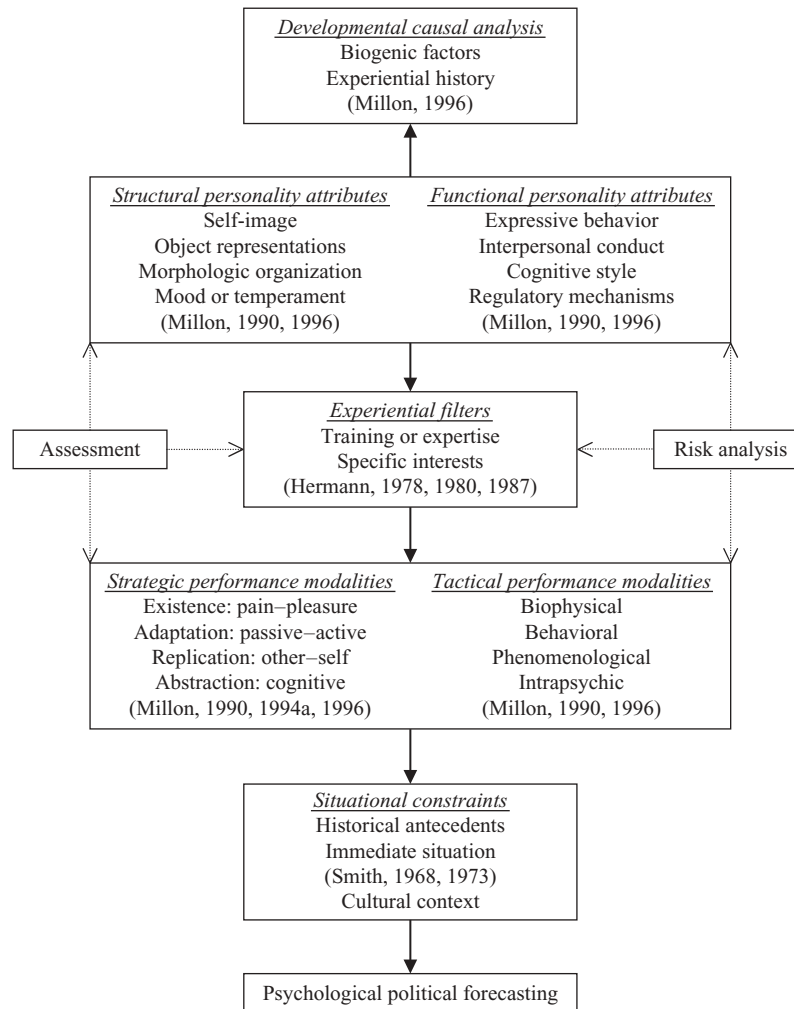 Developmental causal analysis
Biogenic factors
Experiential history
(Millon, 1996)
Structural personality attributes
Self-image
Object representations
Morphologic organization
Mood or temperament
(Millon, 1990, 1996)
Functional personality attributes
Expressive behavior
Interpersonal conduct
Cognitive style
Regulatory mechanisms
(Millon, 1990, 1996)
Assessment
Experiential filters
Training or expertise
Specific interests
(Hermann, 1978, 1980, 1987)
Risk analysis
Strategic performance modalities
Existence: pain–pleasure
Adaptation: passive–active
Replication: other–self
Abstraction: cognitive
(Millon, 1990, 1994a, 1996)
Tactical performance modalities
Biophysical
Behavioral
Phenomenological
Intrapsychic
(Millon, 1990, 1996)
Situational constraints
Historical antecedents
Immediate situation
(Smith, 1968, 1973)
Cultural context
Psychological political forecasting